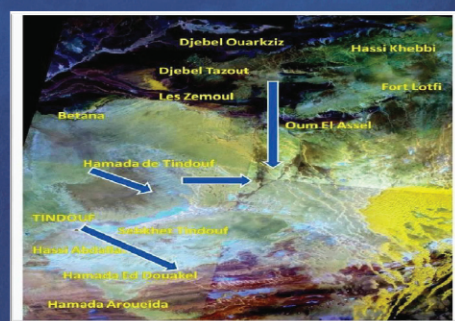 Djebel Ouarkziz
Hassi Khebbi
Djebel Tazout
Fort Lotfi
Les Zemoul
Betana
Oum El Assel
Hamada de Tindouf
TINDOUF
Sebkhet Tindouf
Hassi
Hamada Ed Douakel
Hamada Aroueida